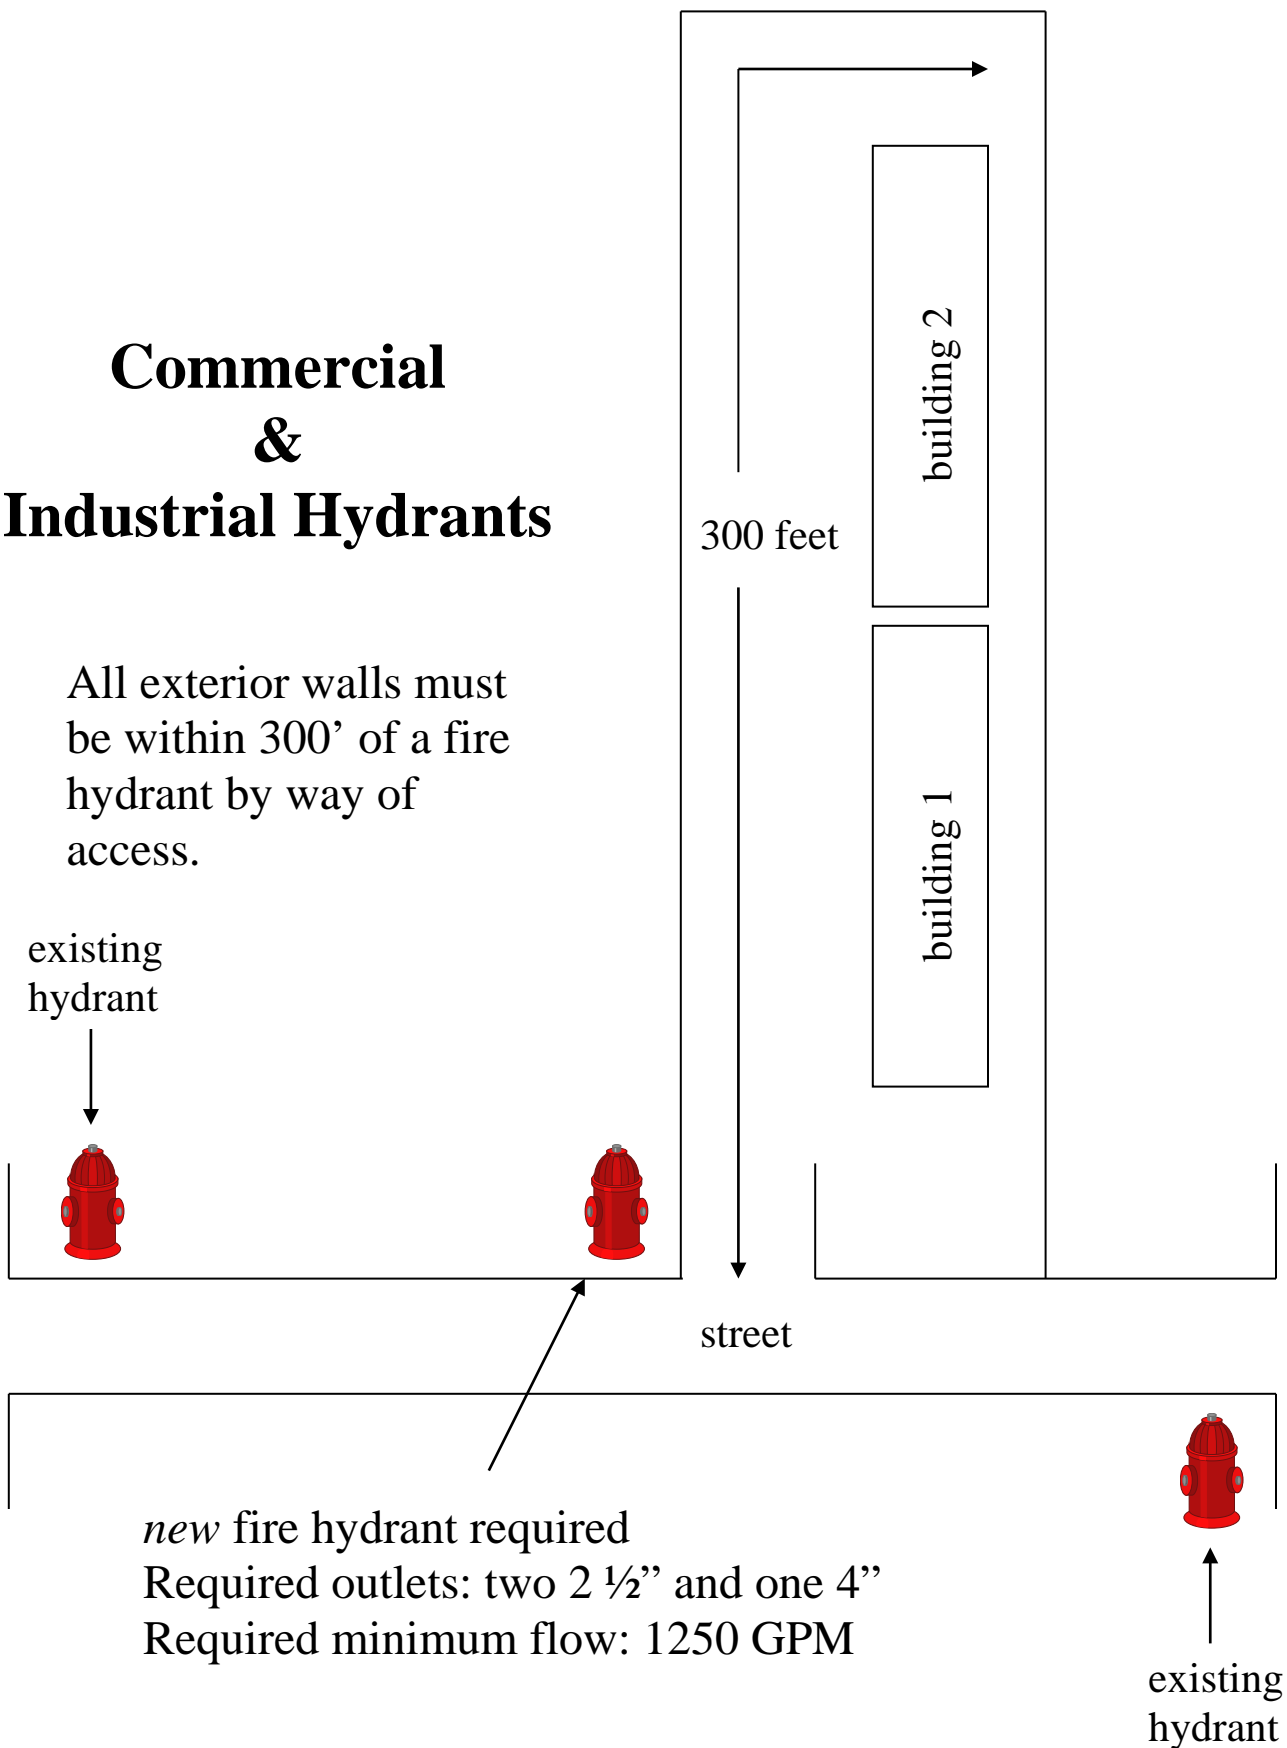 Commercial
&
Industrial Hydrants
building 2
300 feet
All exterior walls must
be within 300’ of a fire
hydrant by way of
access.
building 1
existing
hydrant
street
new fire hydrant required
Required outlets: two 2 ½” and one 4”
Required minimum flow: 1250 GPM
existing
hydrant